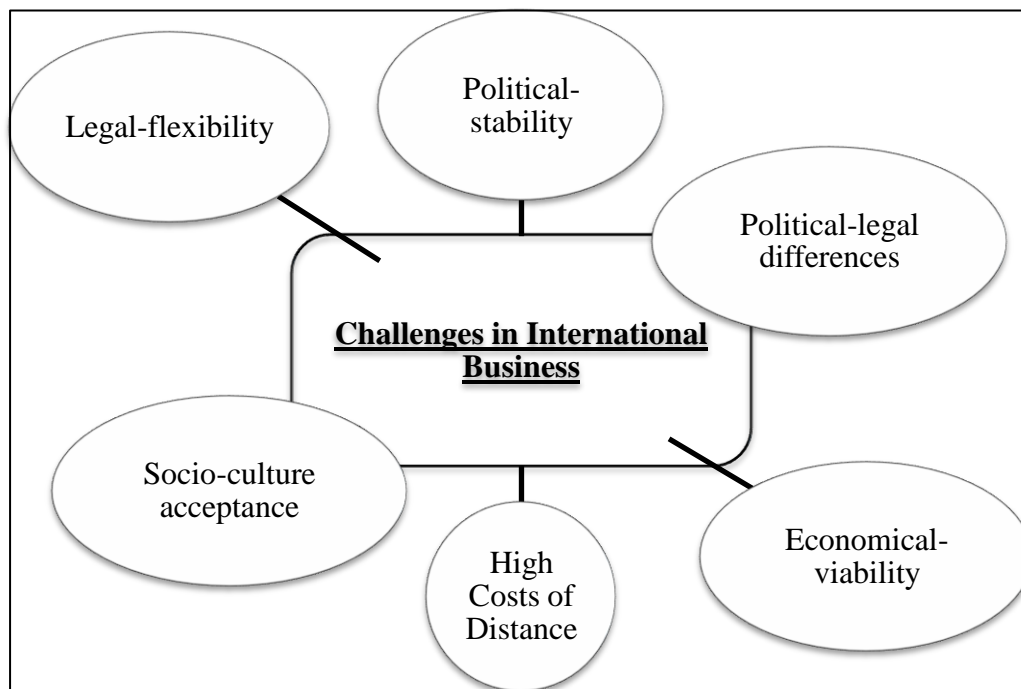 Legal-flexibility
Political-
stability
Political-legal
differences
Challenges in International
Business
Socio-culture
acceptance
High
Costs of
Distance
Economical-
viability